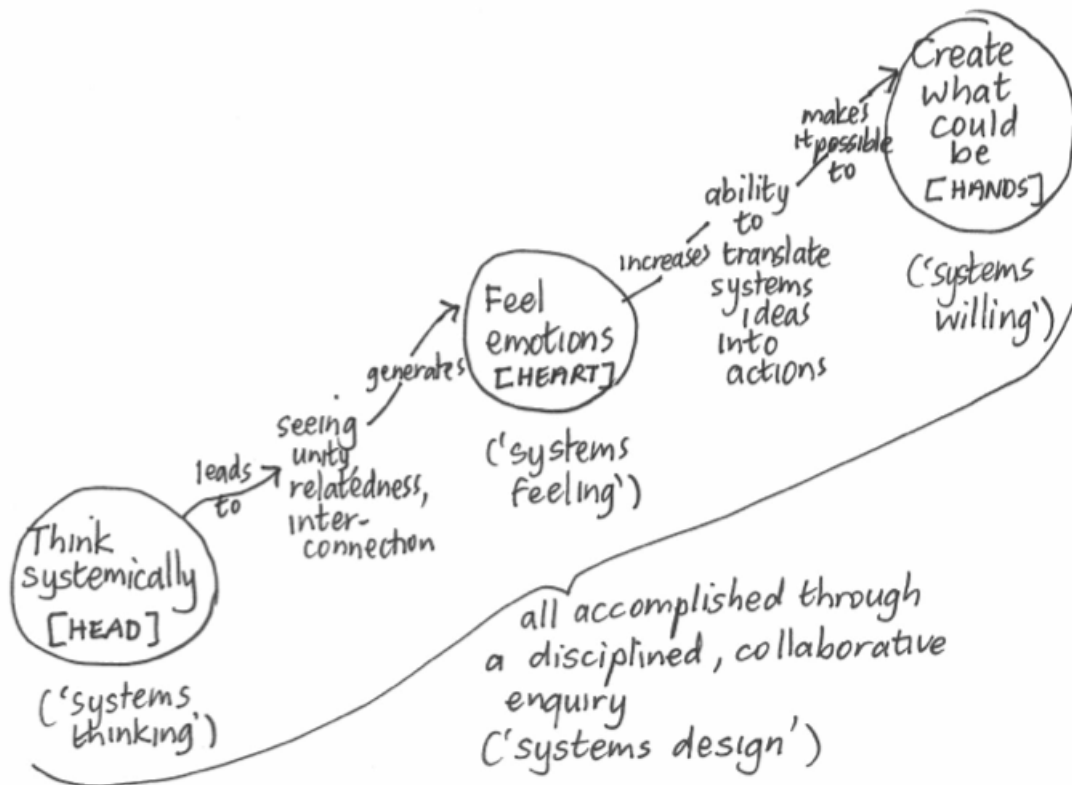 Think
systemically
[HEAD]
('systems
thinking')
leads
to
seeing
unity,
relatedness,
inter-
connection
generates
Feel
emotions
[HEART]
('systems
feeling')
increases
ability
to
translate
systems
ideas
into
actions
makes
it possible
to
Create
what
could
be
[HANDS]
('systems
willing')
all accomplished through
a disciplined, collaborative
enquiry
('systems design')